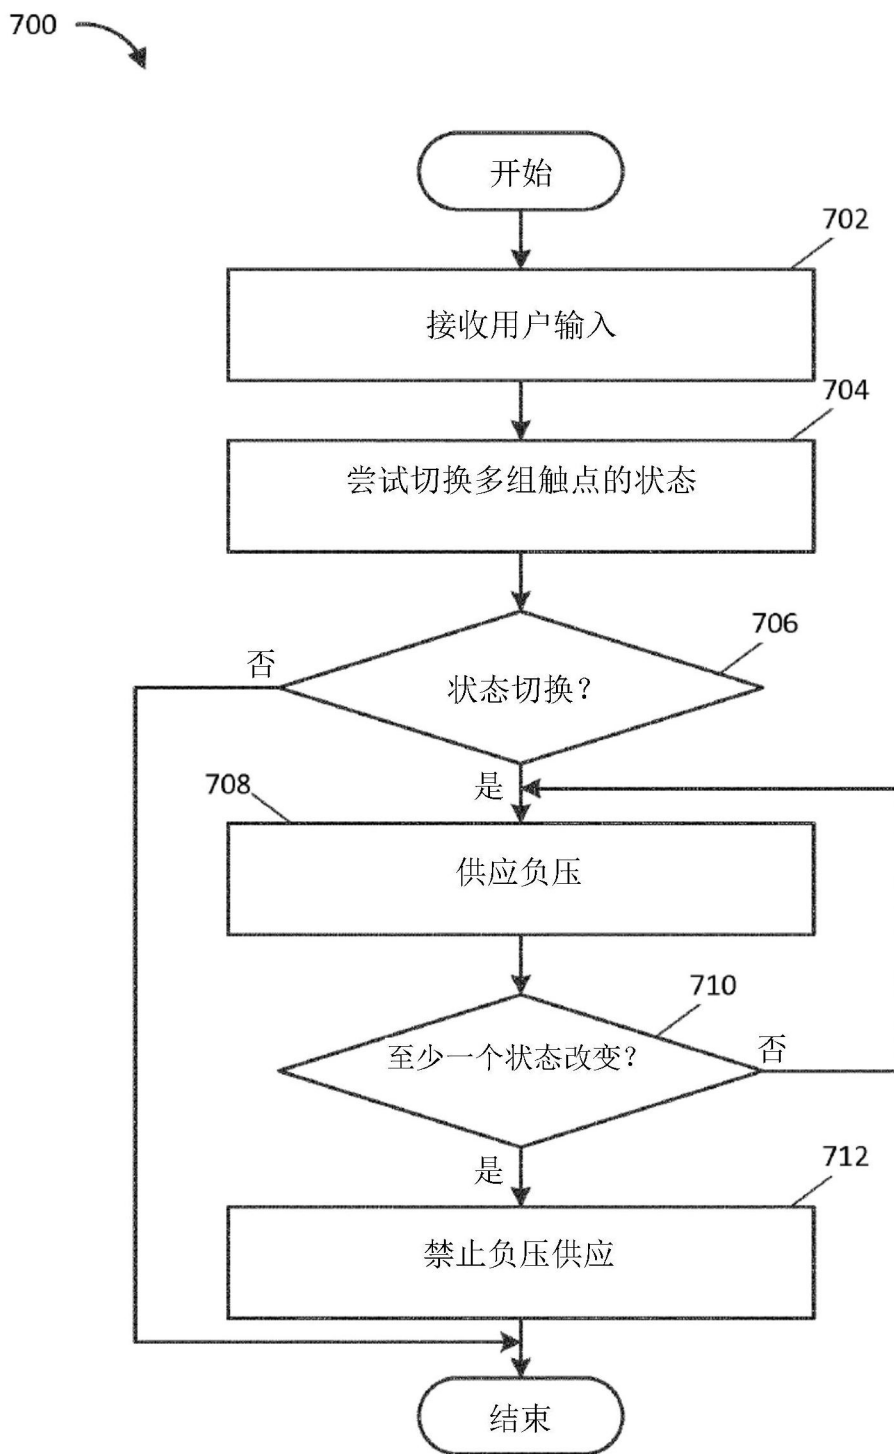 700
开始
702
接收用户输入
704
尝试切换多组触点的状态
706
否
状态切换？
是
708
供应负压
710
至少一个状态改变？
否
是
712
禁止负压供应
结束